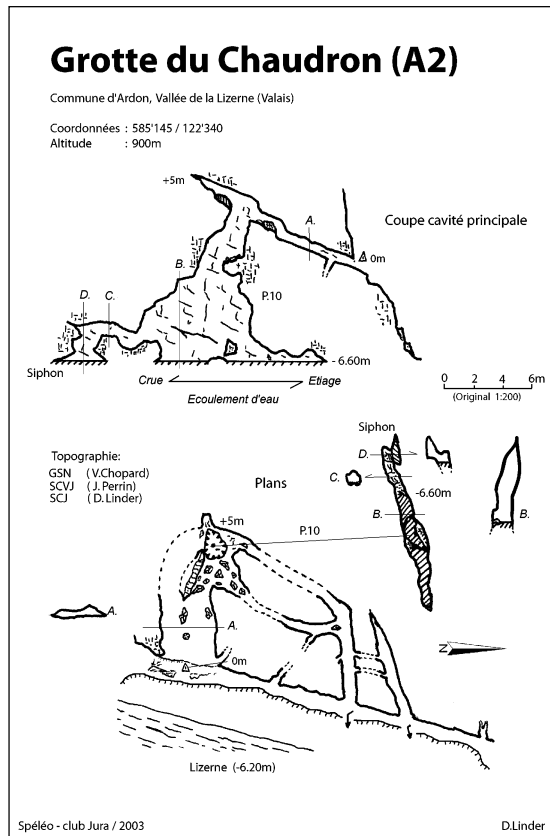 Grotte du Chaudron (A2)
Commune d'Ardon, Vallée de la Lizerne (Valais)
Coordonnées : 585'145 / 122'340
Altitude : 900m
+5m
A.
Coupe cavité principale
0m
B.
D. C.
P.10
Siphon
-6.60m
Crue Etiage
Ecoulement d'eau
0 2 4 6m
(Original 1:200)
Siphon
D.
Topographie:
GSN ( V.Chopard )
SCVJ ( J. Perrin )
SCJ ( D. Linder )
Plans
C.
-6.60m
B.
B.
+5m
P.10
A.
A.
N
0m
Lizerne (-6.20m)
Spéléo - club Jura / 2003
D.Linder